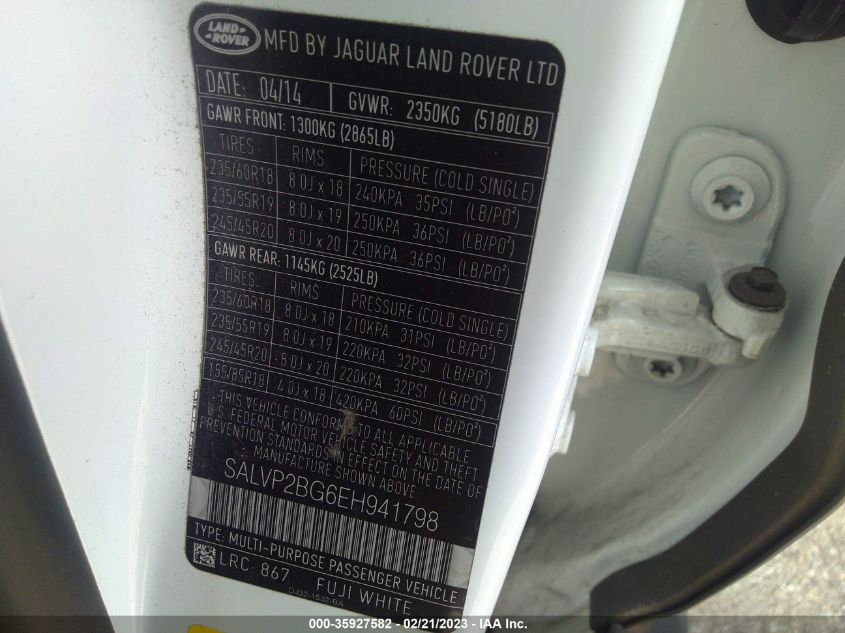 LAND ROVER
MFD BY JAGUAR LAND ROVER LTD
DATE: 04/14 GVWR: 2350KG (5180LB)
GAWR FRONT: 1300KG (2865LB)
TIRES RIMS PRESSURE (COLD SINGLE)
235/60R18 8.0J x 18 240KPA 35PSI (LB/PO²)
235/55R19 8.0J x 19 250KPA 36PSI (LB/PO²)
245/45R20 8.0J x 20 250KPA 36PSI (LB/PO²)
GAWR REAR: 1145KG (2525LB)
TIRES RIMS PRESSURE (COLD SINGLE)
235/60R18 8.0J x 18 210KPA 31PSI (LB/PO²)
235/55R19 8.0J x 19 220KPA 32PSI (LB/PO²)
245/45R20 8.0J x 20 220KPA 32PSI (LB/PO²)
155/85R18 4.0J x 18 420KPA 60PSI (LB/PO²)
THIS VEHICLE CONFORMS TO ALL APPLICABLE
U.S. FEDERAL MOTOR VEHICLE SAFETY AND THEFT
PREVENTION STANDARDS IN EFFECT ON THE DATE OF
MANUFACTURE SHOWN ABOVE
SALVP2BG6EH941798
TYPE: MULTI-PURPOSE PASSENGER VEHICLE
LRC: 867 FUJI WHITE
DJ32-1532-BA
000-35927582 - 02/21/2023 - IAA Inc.